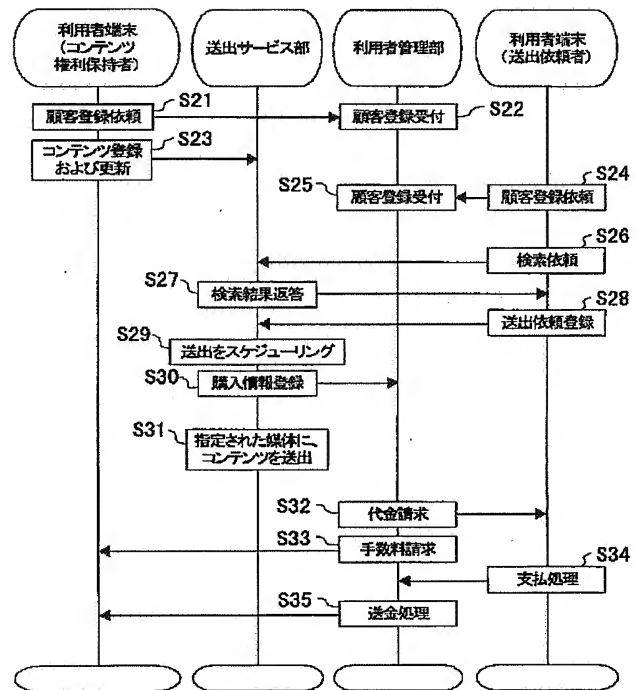 利用者端末
(コンテンツ
権利保持者)
送出サービス部
利用者管理部
利用者端末
(送出依頼者)
S21
顧客登録依頼
S22
顧客登録受付
S23
コンテンツ登録
および更新
S24
顧客登録依頼
S25
顧客登録受付
S26
検索依頼
S27
検索結果返答
S28
送出依頼登録
S29
送出をスケジューリング
S30
購入情報登録
S31
指定された媒体に、
コンテンツを送出
S32
代金請求
S33
手数料請求
S34
支払処理
S35
送金処理